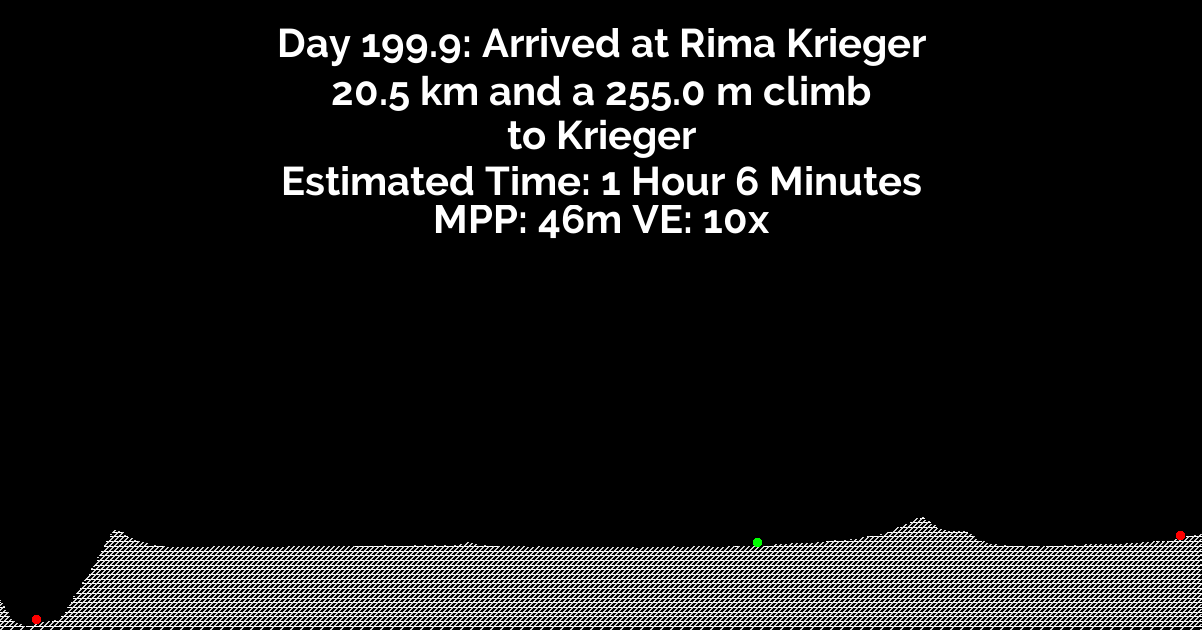 Day 199.9: Arrived at Rima Krieger
20.5 km and a 255.0 m climb
to Krieger
Estimated Time: 1 Hour 6 Minutes
MPP: 46m VE: 10x